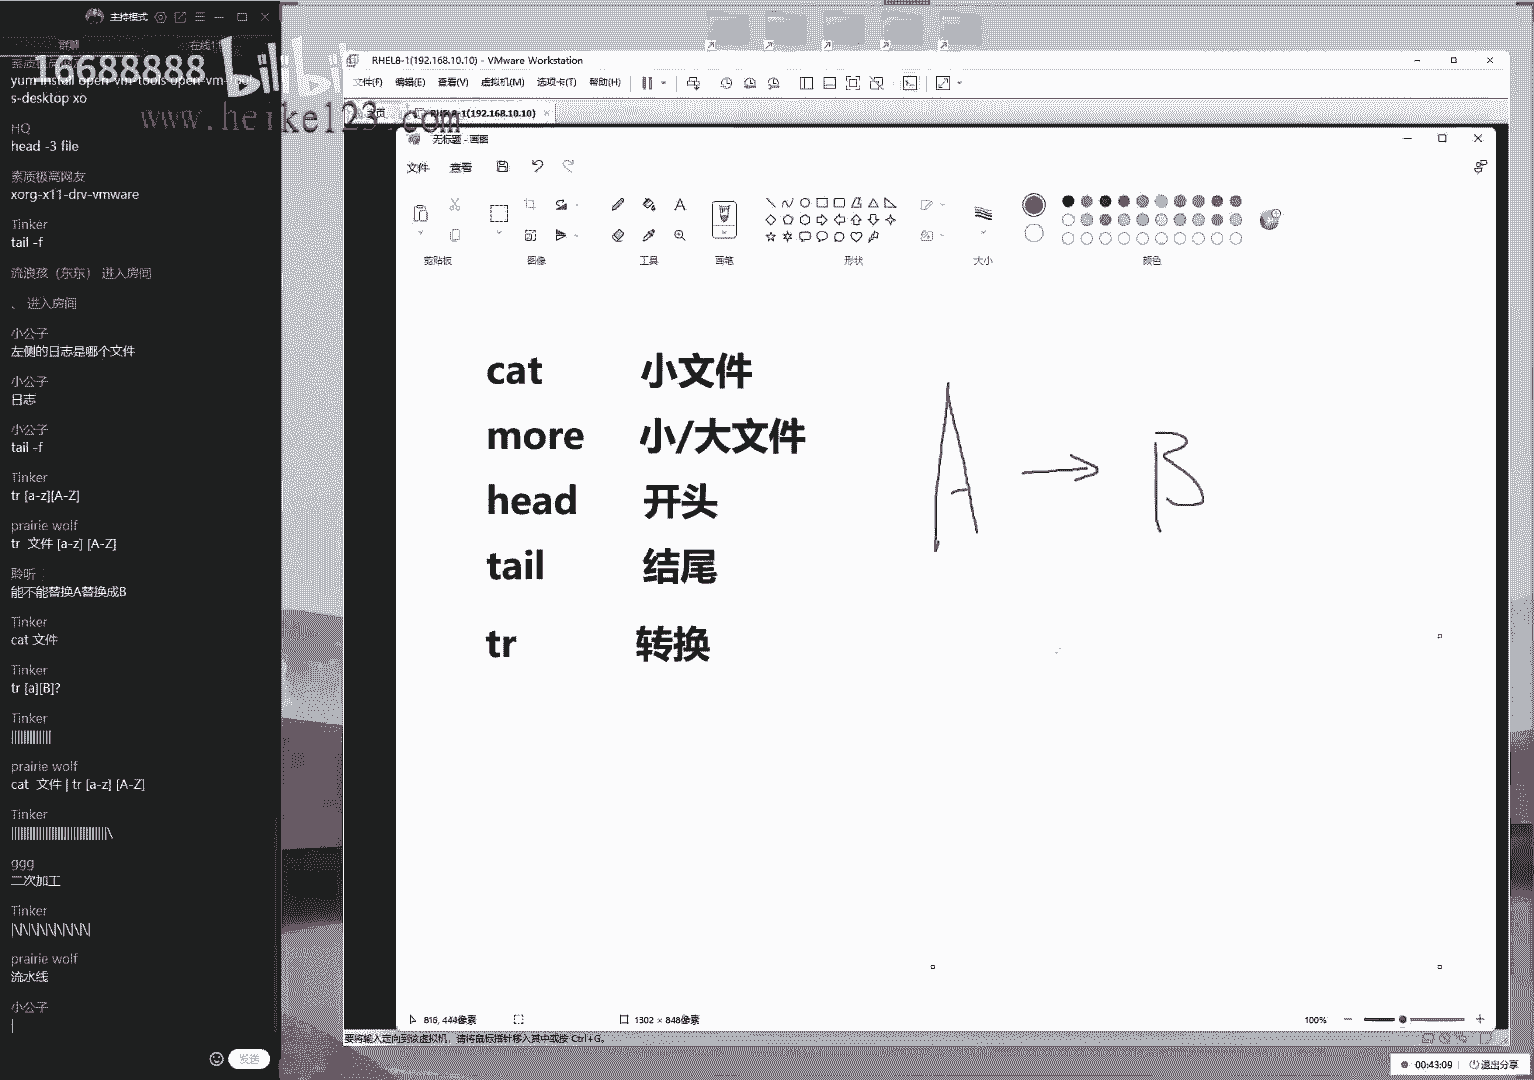 主持模式
群聊
16688888
bilibili
www.heike123.com
yum install open-vm-tools open-vm-tool
s-desktop xo
HQ
head -3 file
素质极高网友
xorg-x11-drv-vmware
Tinker
tail -f
流浪孩（东东） 进入房间
、 进入房间
小公子
左侧的日志是哪个文件
小公子
日志
小公子
tail -f
Tinker
tr [a-z][A-Z]
prairie wolf
tr 文件 [a-z] [A-Z]
聆听：
能不能替换A替换成B
Tinker
cat 文件
Tinker
tr [a][B]?
Tinker
||||||||||||
prairie wolf
cat 文件 | tr [a-z] [A-Z]
Tinker
ggg
二次加工
Tinker
|\|\|\|\|\|\|\|\|
prairie wolf
流水线
小公子
|
发送
RHEL8-1(192.168.10.10) - VMware Workstation
文件(F) 编辑(E) 查看(V) 虚拟机(M) 选项卡(T) 帮助(H)
主页 RHEL8-1(192.168.10.10)
无标题 - 画图
文件 查看
剪贴板 图像 工具 画笔 形状 大小 颜色
cat 小文件
more 小/大文件
head 开头
tail 结尾
tr 转换
A → B
816, 444像素 1302 × 848像素 100%
要将输入定向到该虚拟机，请将鼠标指针移入其中或按 Ctrl+G。
00:43:09 退出分享